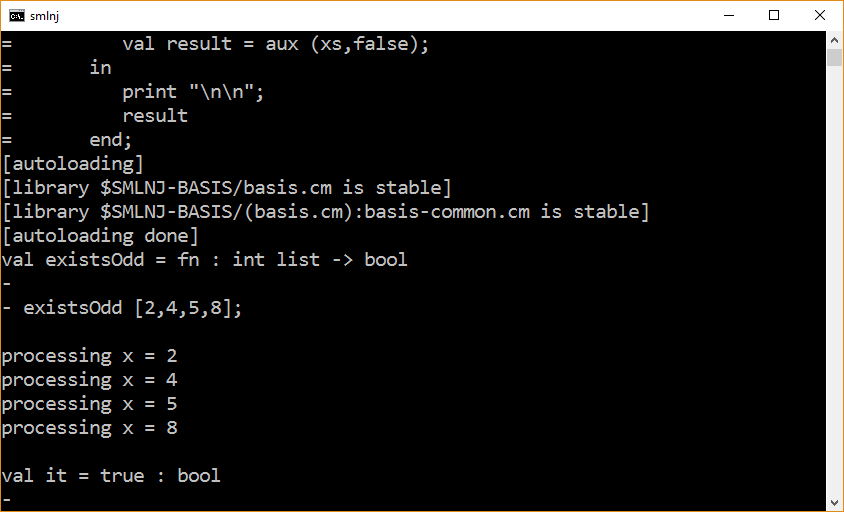 smlnj
=          val result = aux (xs,false);
=       in
=          print "\n\n";
=          result
=       end;
[autoloading]
[library $SMLNJ-BASIS/basis.cm is stable]
[library $SMLNJ-BASIS/(basis.cm):basis-common.cm is stable]
[autoloading done]
val existsOdd = fn : int list -> bool
-
- existsOdd [2,4,5,8];

processing x = 2
processing x = 4
processing x = 5
processing x = 8

val it = true : bool
-